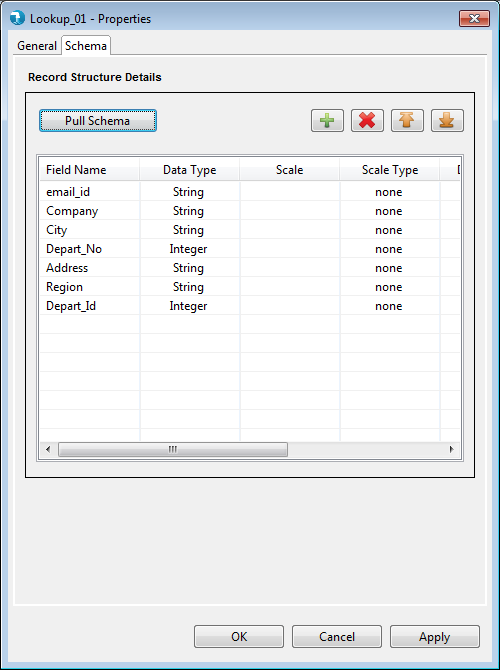 Lookup_01 - Properties
General Schema
Record Structure Details
Pull Schema
Field Name Data Type Scale Scale Type
email_id String none
Company String none
City String none
Depart_No Integer none
Address String none
Region String none
Depart_Id Integer none
OK Cancel Apply